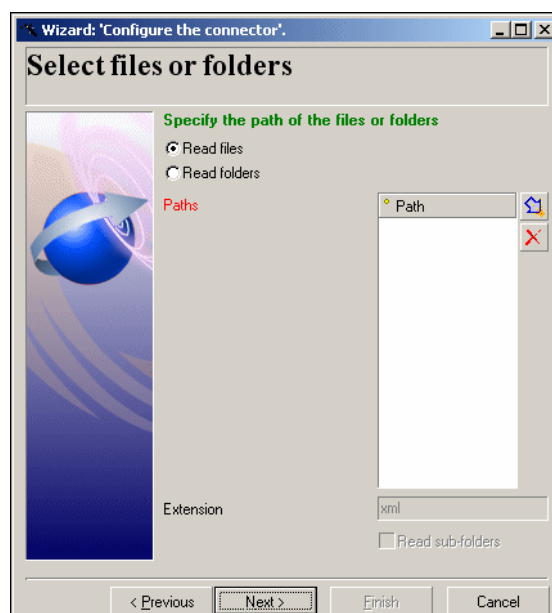 Wizard: 'Configure the connector'.
Select files or folders
Specify the path of the files or folders
Read files
Read folders
Paths
Path
Extension
xml
Read sub-folders
< Previous
Next >
Finish
Cancel